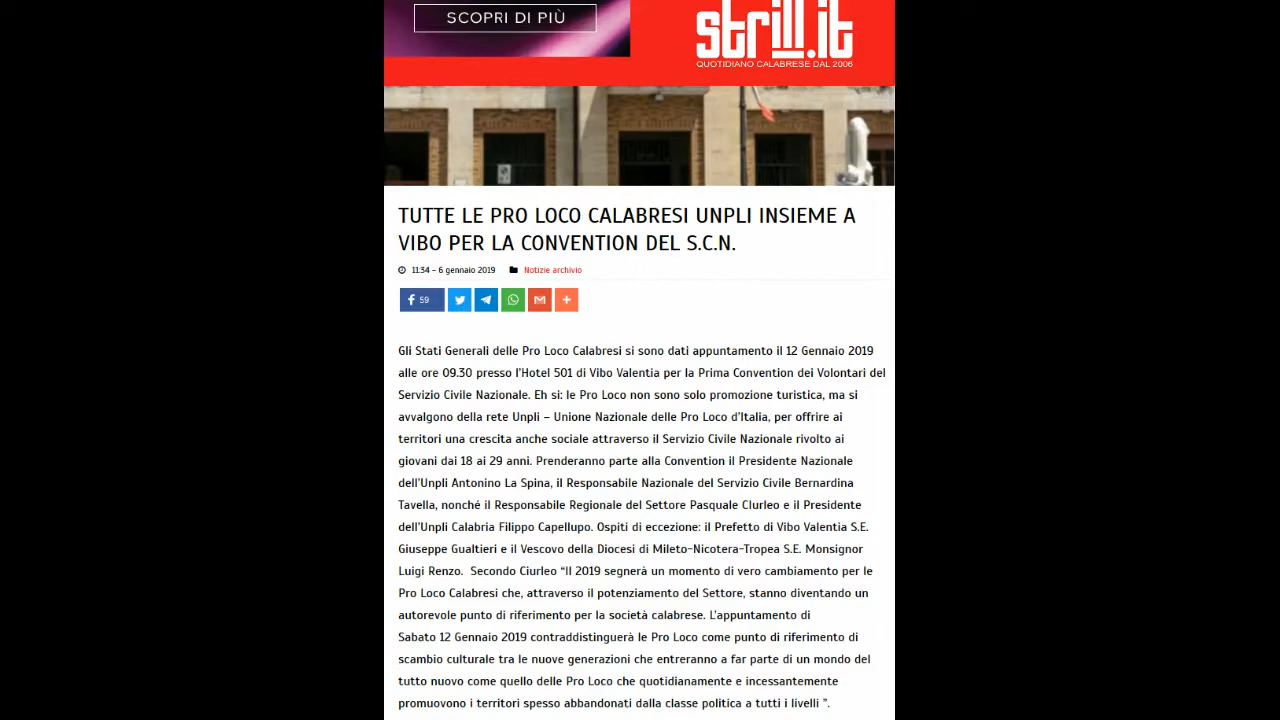 SCOPRI DI PIÙ
strill.it
QUOTIDIANO CALABRESE DAL 2006
TUTTE LE PRO LOCO CALABRESI UNPLI INSIEME A
VIBO PER LA CONVENTION DEL S.C.N.
11:34 - 6 gennaio 2019 Notizie archivio
59
Gli Stati Generali delle Pro Loco Calabresi si sono dati appuntamento il 12 Gennaio 2019
alle ore 09.30 presso l'Hotel 501 di Vibo Valentia per la Prima Convention dei Volontari del
Servizio Civile Nazionale. Eh si: le Pro Loco non sono solo promozione turistica, ma si
avvalgono della rete Unpli – Unione Nazionale delle Pro Loco d'Italia, per offrire ai
territori una crescita anche sociale attraverso il Servizio Civile Nazionale rivolto ai
giovani dai 18 ai 29 anni. Prenderanno parte alla Convention il Presidente Nazionale
dell'Unpli Antonino La Spina, il Responsabile Nazionale del Servizio Civile Bernardina
Tavella, nonché il Responsabile Regionale del Settore Pasquale CIurleo e il Presidente
dell'Unpli Calabria Filippo Capellupo. Ospiti di eccezione: il Prefetto di Vibo Valentia S.E.
Giuseppe Gualtieri e il Vescovo della Diocesi di Mileto-Nicotera-Tropea S.E. Monsignor
Luigi Renzo. Secondo Ciurleo “Il 2019 segnerà un momento di vero cambiamento per le
Pro Loco Calabresi che, attraverso il potenziamento del Settore, stanno diventando un
autorevole punto di riferimento per la società calabrese. L'appuntamento di
Sabato 12 Gennaio 2019 contraddistinguerà le Pro Loco come punto di riferimento di
scambio culturale tra le nuove generazioni che entreranno a far parte di un mondo del
tutto nuovo come quello delle Pro Loco che quotidianamente e incessantemente
promuovono i territori spesso abbandonati dalla classe politica a tutti i livelli ”.